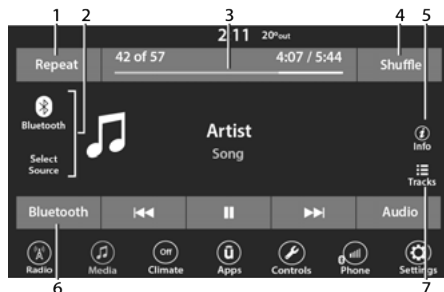 1 2 3 4 5
2 11 20°out
Repeat 42 of 57 4:07 / 5:44 Shuffle
Bluetooth
Artist
Info
Song
Select
Source
Tracks
Bluetooth Audio
Off ū
Radio Media Climate Apps Controls 0 Phone Settings
6 7